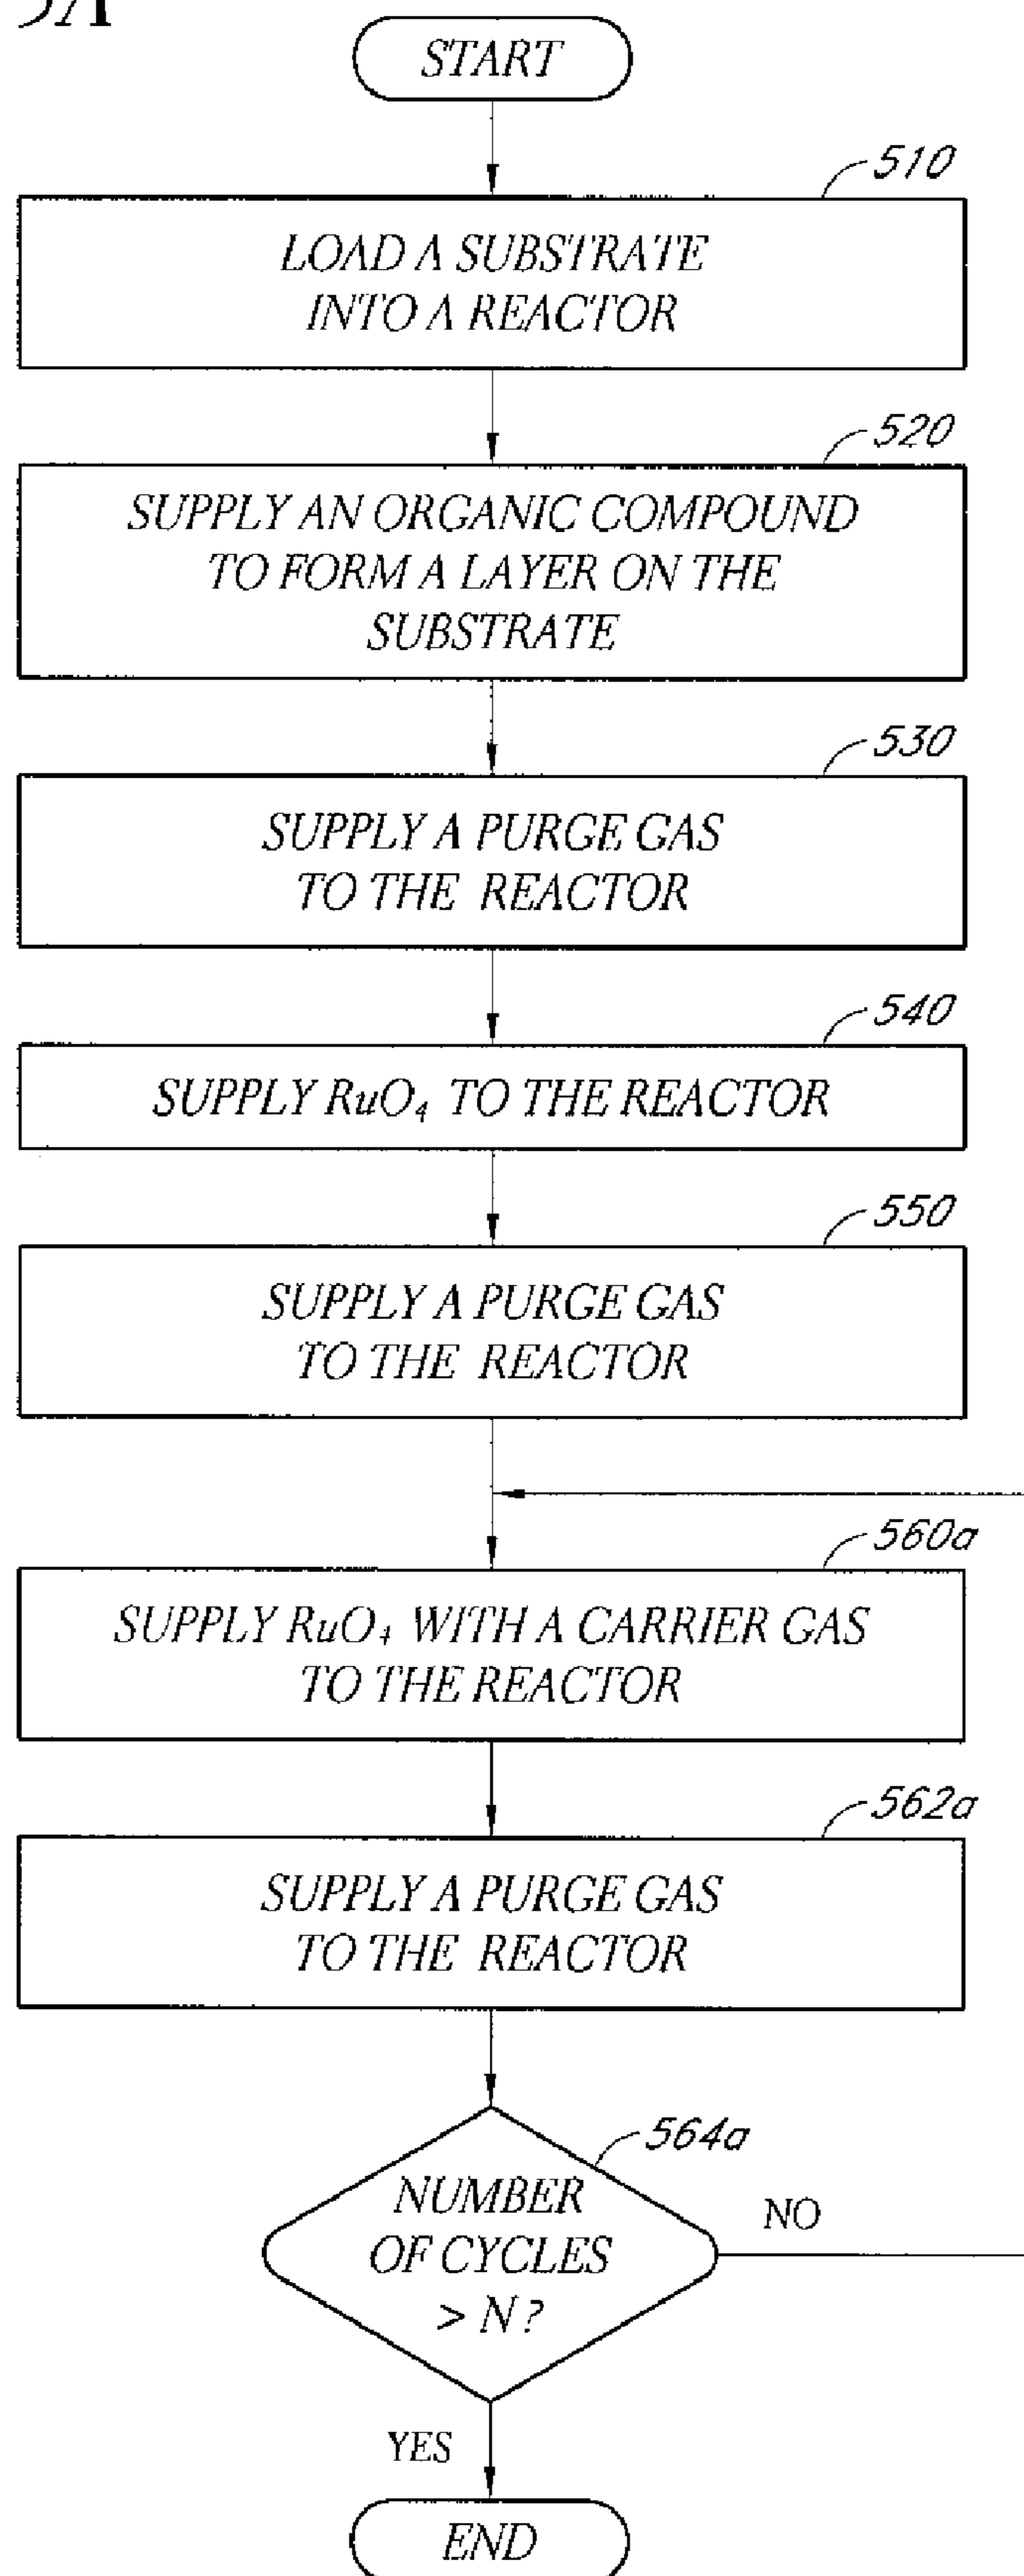 START
510
LOAD A SUBSTRATE
INTO A REACTOR
520
SUPPLY AN ORGANIC COMPOUND
TO FORM A LAYER ON THE
SUBSTRATE
530
SUPPLY A PURGE GAS
TO THE REACTOR
540
SUPPLY RuO₄ TO THE REACTOR
550
SUPPLY A PURGE GAS
TO THE REACTOR
560a
SUPPLY RuO₄ WITH A CARRIER GAS
TO THE REACTOR
562a
SUPPLY A PURGE GAS
TO THE REACTOR
564a
NUMBER
OF CYCLES
> N?
NO
YES
END